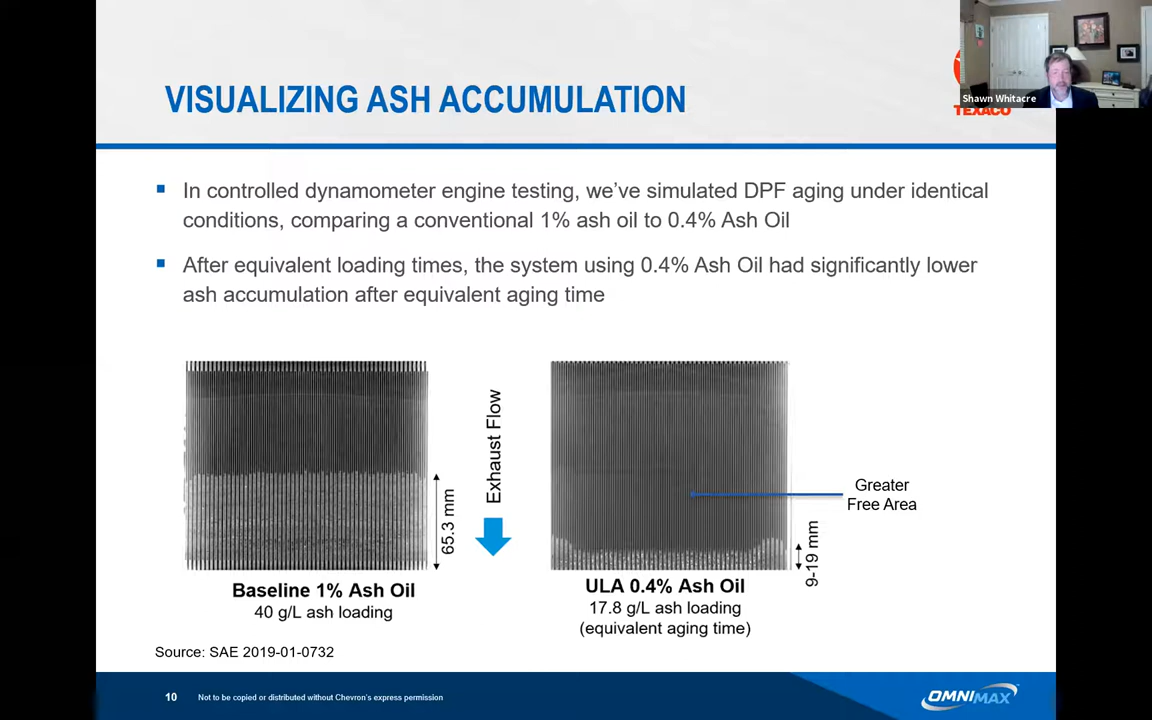 Shawn Whitacre
TEXACO
VISUALIZING ASH ACCUMULATION
In controlled dynamometer engine testing, we’ve simulated DPF aging under identical
conditions, comparing a conventional 1% ash oil to 0.4% Ash Oil
After equivalent loading times, the system using 0.4% Ash Oil had significantly lower
ash accumulation after equivalent aging time
65.3 mm
Exhaust Flow
Greater
Free Area
9-19 mm
Baseline 1% Ash Oil
40 g/L ash loading
ULA 0.4% Ash Oil
17.8 g/L ash loading
(equivalent aging time)
Source: SAE 2019-01-0732
10
Not to be copied or distributed without Chevron's express permission
OMNIMAX